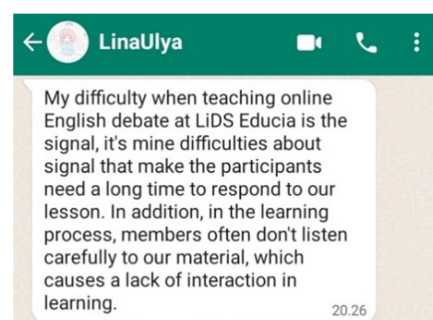 LinaUlya
My difficulty when teaching online
English debate at LiDS Educia is the
signal, it's mine difficulties about
signal that make the participants
need a long time to respond to our
lesson. In addition, in the learning
process, members often don't listen
carefully to our material, which
causes a lack of interaction in
learning.
20.26